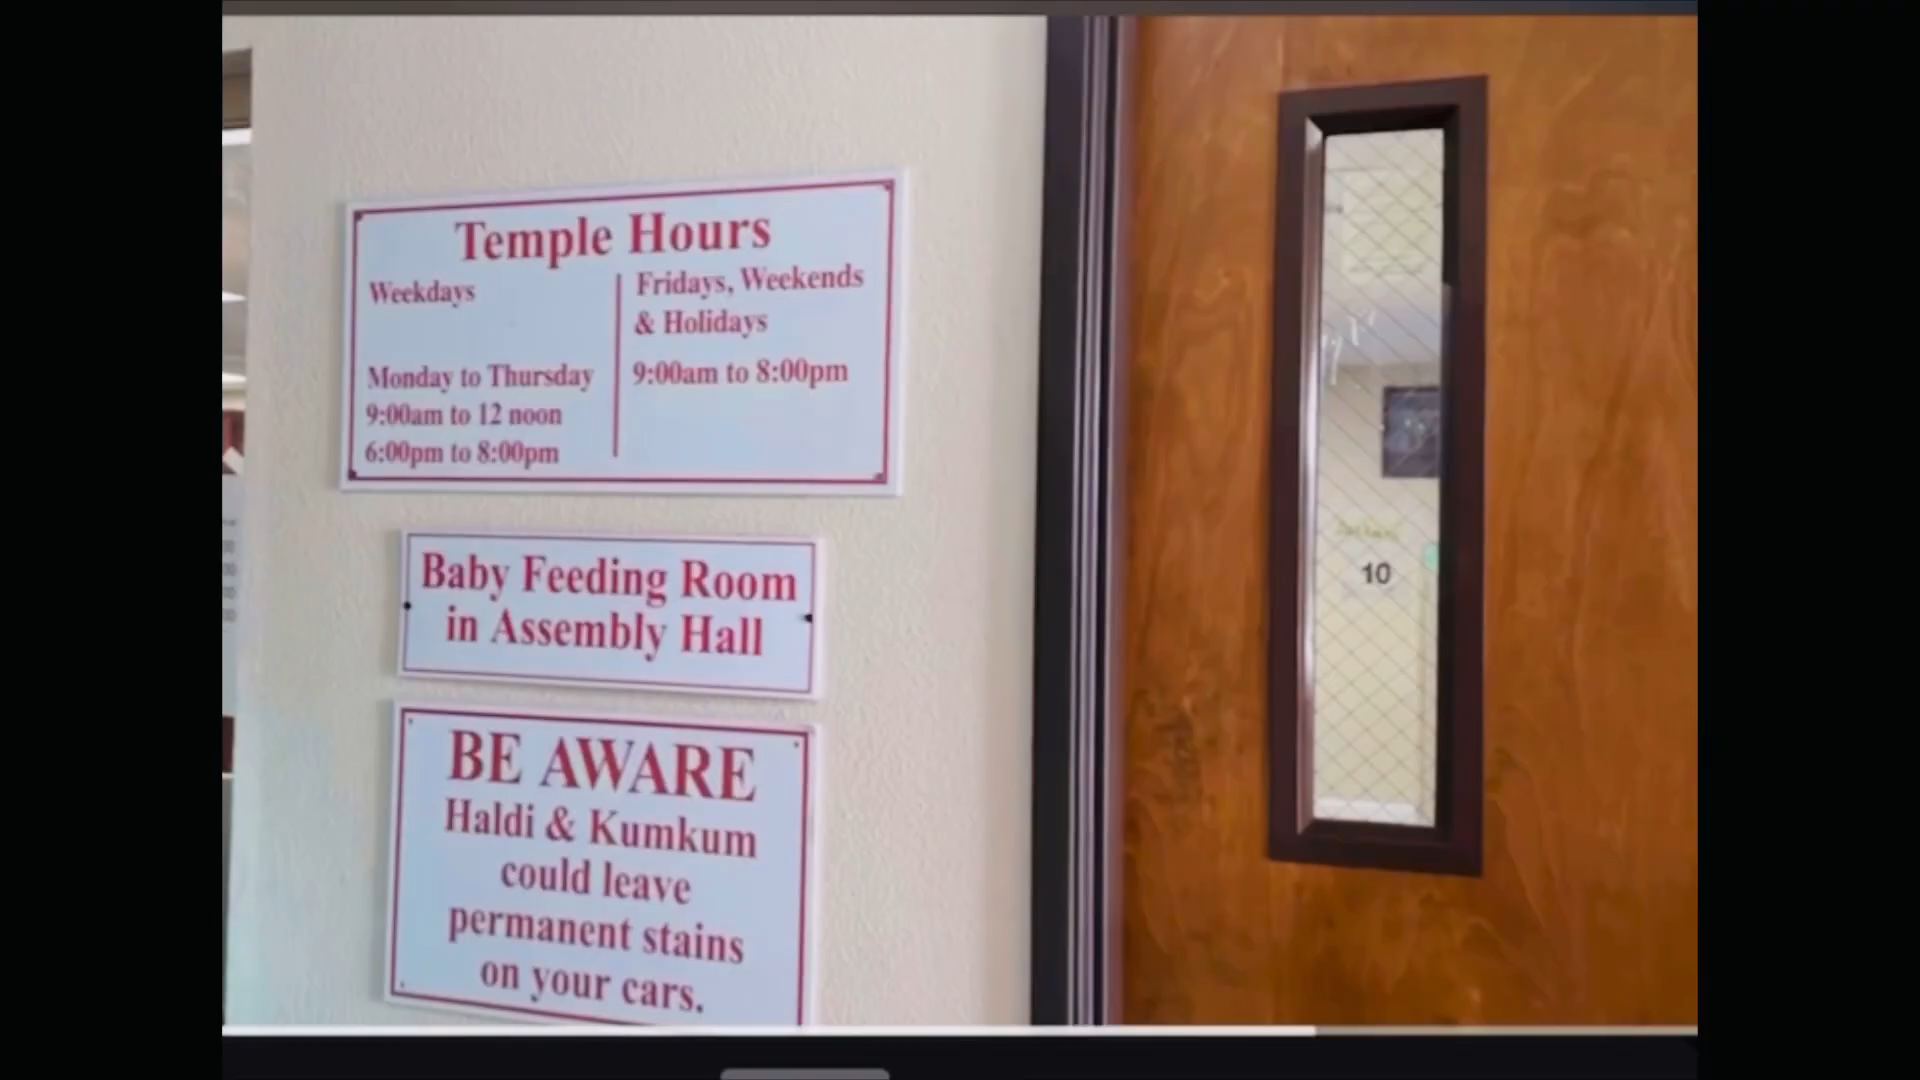 Temple Hours
Weekdays
Monday to Thursday
9:00am to 12 noon
6:00pm to 8:00pm
Fridays, Weekends
& Holidays
9:00am to 8:00pm
Baby Feeding Room
in Assembly Hall
BE AWARE
Haldi & Kumkum
could leave
permanent stains
on your cars.
10